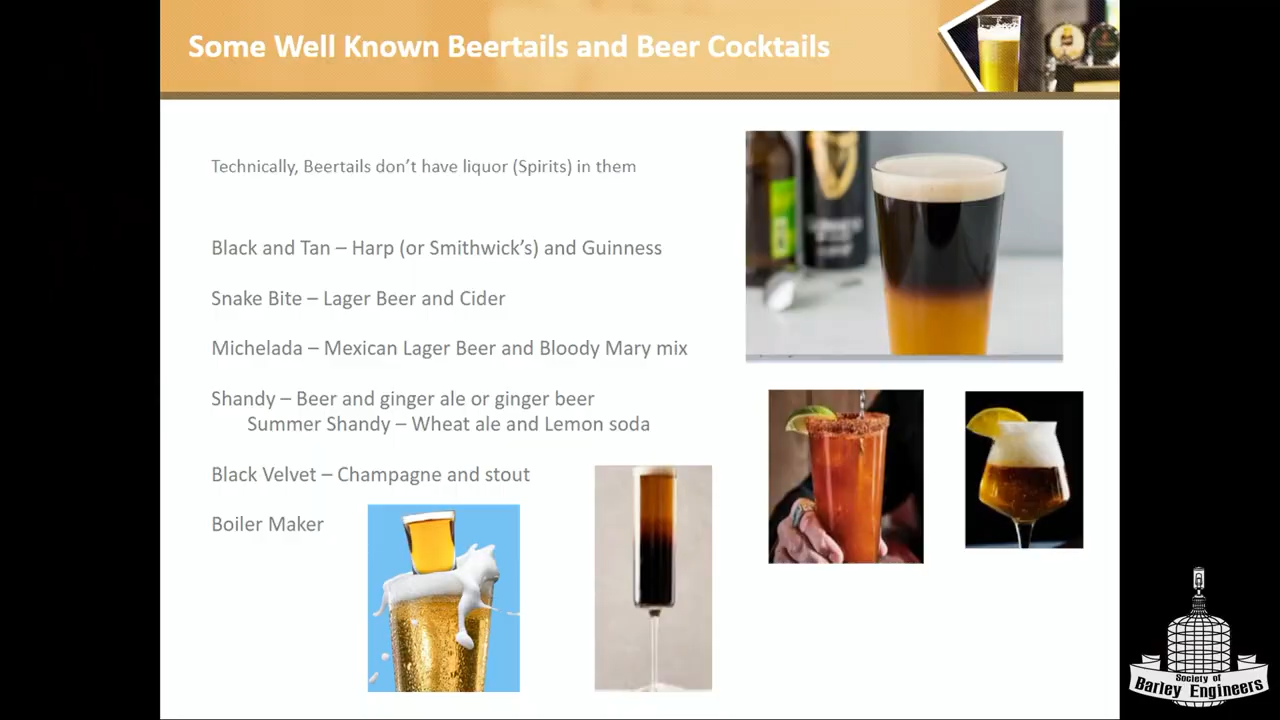 Some Well Known Beertails and Beer Cocktails
Technically, Beertails don't have liquor (Spirits) in them
Black and Tan – Harp (or Smithwick's) and Guinness
Snake Bite – Lager Beer and Cider
Michelada – Mexican Lager Beer and Bloody Mary mix
Shandy – Beer and ginger ale or ginger beer
Summer Shandy – Wheat ale and Lemon soda
Black Velvet – Champagne and stout
Boiler Maker
Society of
Barley Engineers